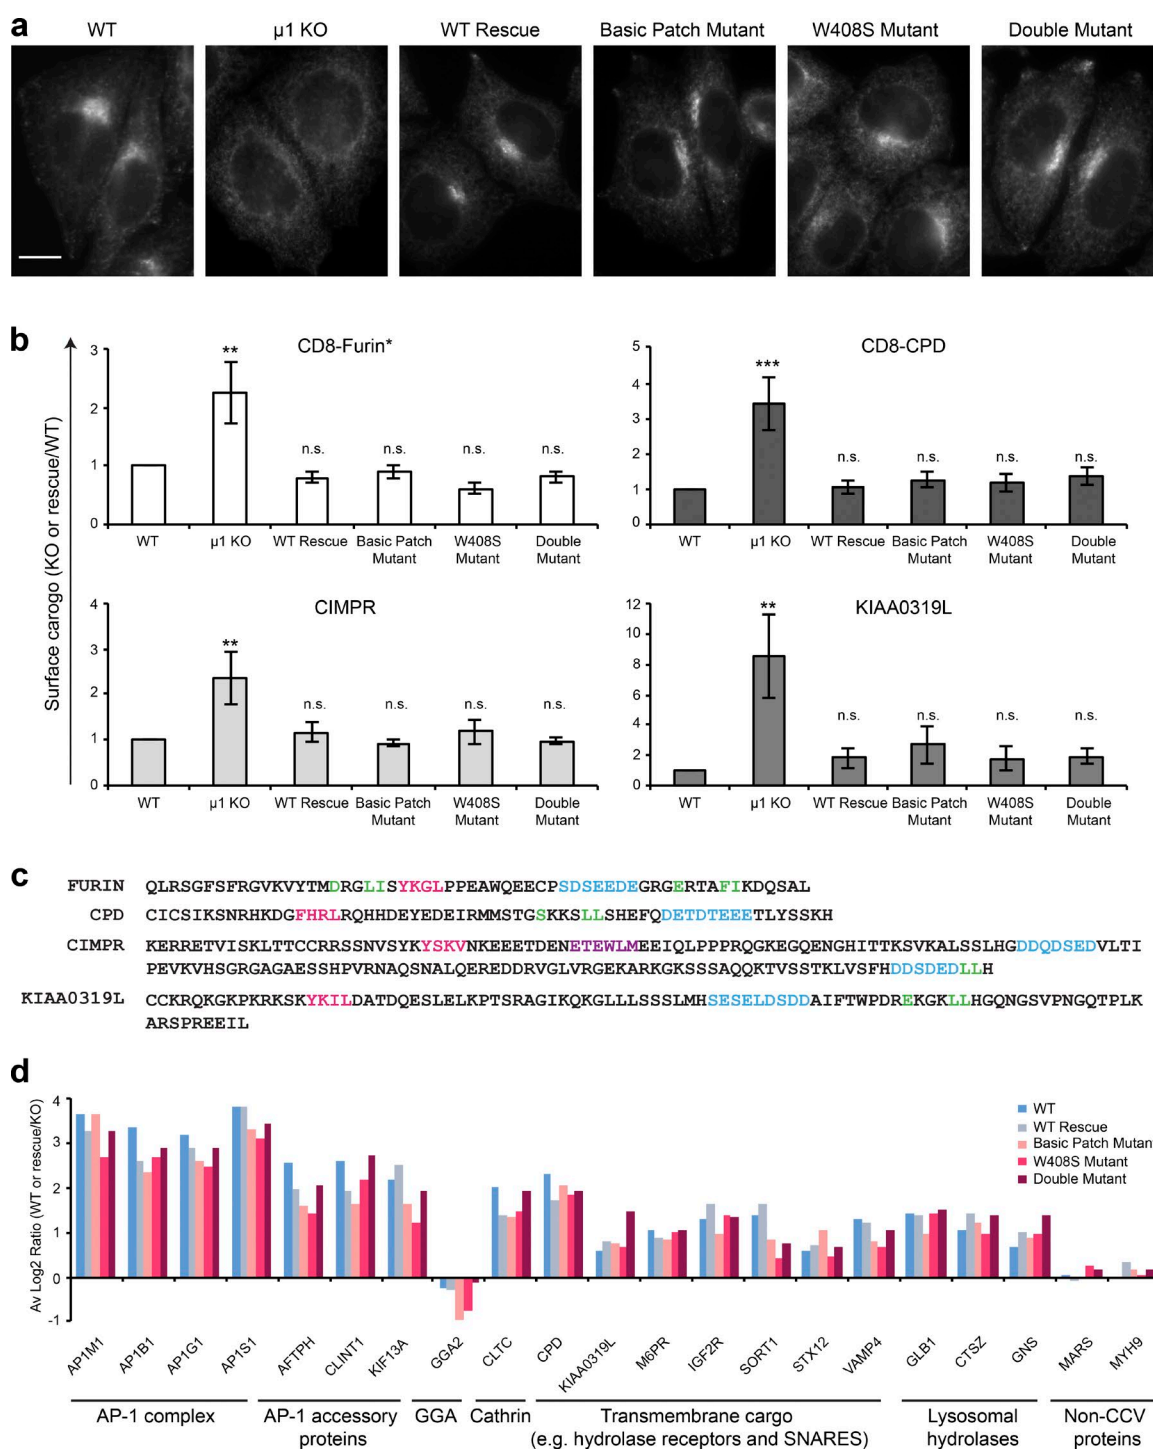 a
WT
μ1 KO
WT Rescue
Basic Patch Mutant
W408S Mutant
Double Mutant
b
Surface carogo (KO or rescue/WT)
CD8-Furin*
3
2
1
0
**
n.s.
n.s.
n.s.
n.s.
WT
μ1 KO
WT Rescue
Basic Patch
Mutant
W408S
Mutant
Double
Mutant
CD8-CPD
5
4
3
2
1
0
***
n.s.
n.s.
n.s.
n.s.
WT
μ1 KO
WT Rescue
Basic Patch
Mutant
W408S
Mutant
Double
Mutant
CIMPR
4
3
2
1
0
**
n.s.
n.s.
n.s.
n.s.
WT
μ1 KO
WT Rescue
Basic Patch
Mutant
W408S
Mutant
Double
Mutant
KIAA0319L
12
10
8
6
4
2
0
**
n.s.
n.s.
n.s.
n.s.
WT
μ1 KO
WT Rescue
Basic Patch
Mutant
W408S
Mutant
Double
Mutant
c
FURIN QLRSGFSFRGVKVYTMDRGLISYKGLPPEAWQEECPSDSEEDEGRGERTAFIKDQSAL
CPD CICSIKSNRHKDGFHRLRQHHDEYEDEIRMMSTGSKKSLLSHEFQDETDTEEETLYSSKH
CIMPR KERRETVISKLTTCCRRSSNVSYKYSKVNKEEETDENETEWLMEEIQLPPPRQGKEGQENGHITTKSVKALSSLHGDDQDSEDVLTI
PEVKVHSGRGAGAESSHPVRNAQSNALQEREDDRVGLVRGEKARKGKSSSAQQKTVSSTKLVSFHDDSDEDLLH
KIAA0319L CCKRQKGKPKRKSKYKILDATDQESLELKPTSRAGIKQKGLLLSSSLMHSESELDSDDAIFTWPDREKGKLLHGQNGSVPNGQTPLK
ARSPREEIL
d
Av Log2 Ratio (WT or rescue/KO)
4
3
2
1
0
-1
WT
WT Rescue
Basic Patch Mutant
W408S Mutant
Double Mutant
AP1M1
AP1B1
AP1G1
AP1S1
AFTPH
CLINT1
KIF13A
GGA2
CLTC
CPD
KIAA0319L
M6PR
IGF2R
SORT1
STX12
VAMP4
GLB1
CTSZ
GNS
MARS
MYH9
AP-1 complex
AP-1 accessory
proteins
GGA
Cathrin
Transmembrane cargo
(e.g. hydrolase receptors and SNARES)
Lysosomal
hydrolases
Non-CCV
proteins